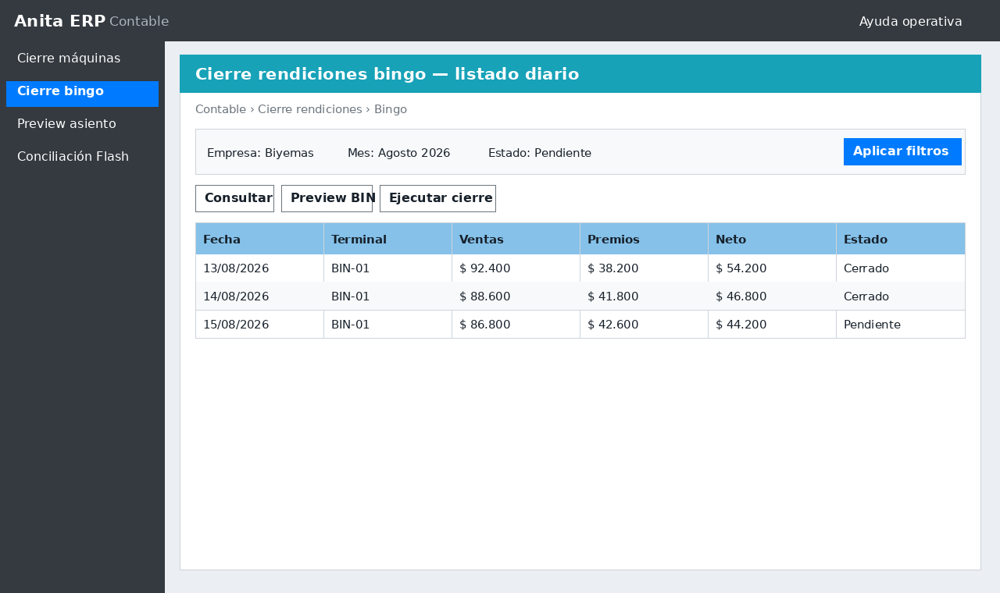 Anita ERP Contable
Ayuda operativa
Cierre máquinas
Cierre bingo
Preview asiento
Conciliación Flash
Cierre rendiciones bingo — listado diario
Contable › Cierre rendiciones › Bingo
Empresa: Biyemas Mes: Agosto 2026 Estado: Pendiente Aplicar filtros
Consultar Preview BIN Ejecutar cierre
Fecha Terminal Ventas Premios Neto Estado
13/08/2026 BIN-01 $ 92.400 $ 38.200 $ 54.200 Cerrado
14/08/2026 BIN-01 $ 88.600 $ 41.800 $ 46.800 Cerrado
15/08/2026 BIN-01 $ 86.800 $ 42.600 $ 44.200 Pendiente